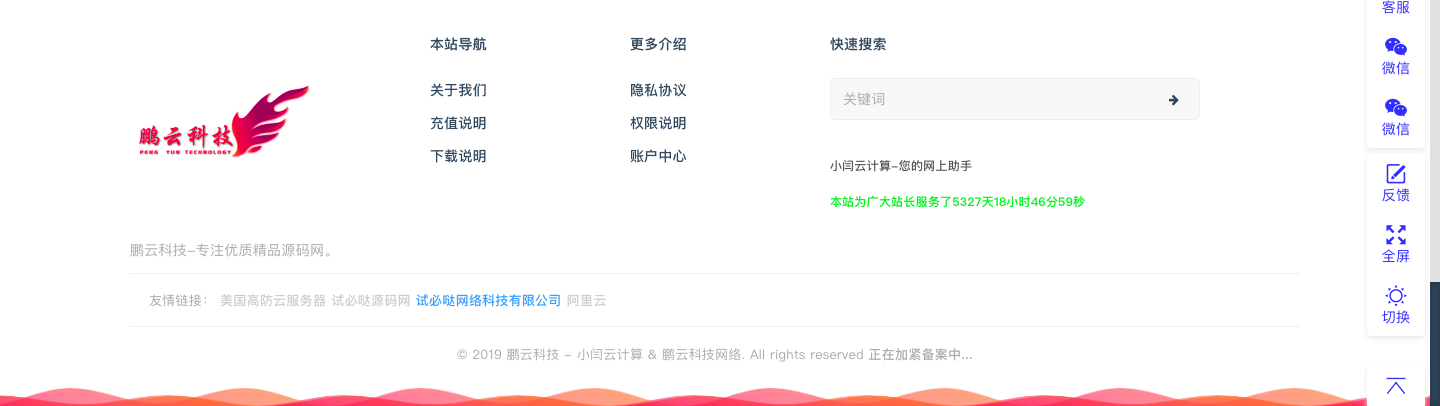 客服
本站导航
更多介绍
快速搜索
微信
关于我们
隐私协议
关键词
微信
充值说明
权限说明
鹏云科技
PENG YUN TECHNOLOGY
下载说明
账户中心
小闫云计算-您的网上助手
反馈
本站为广大站长服务了5327天18小时46分59秒
鹏云科技-专注优质精品源码网。
全屏
友情链接： 美国高防云服务器 试必哒源码网 试必哒网络科技有限公司 阿里云
切换
© 2019 鹏云科技 - 小闫云计算 & 鹏云科技网络. All rights reserved 正在加紧备案中...